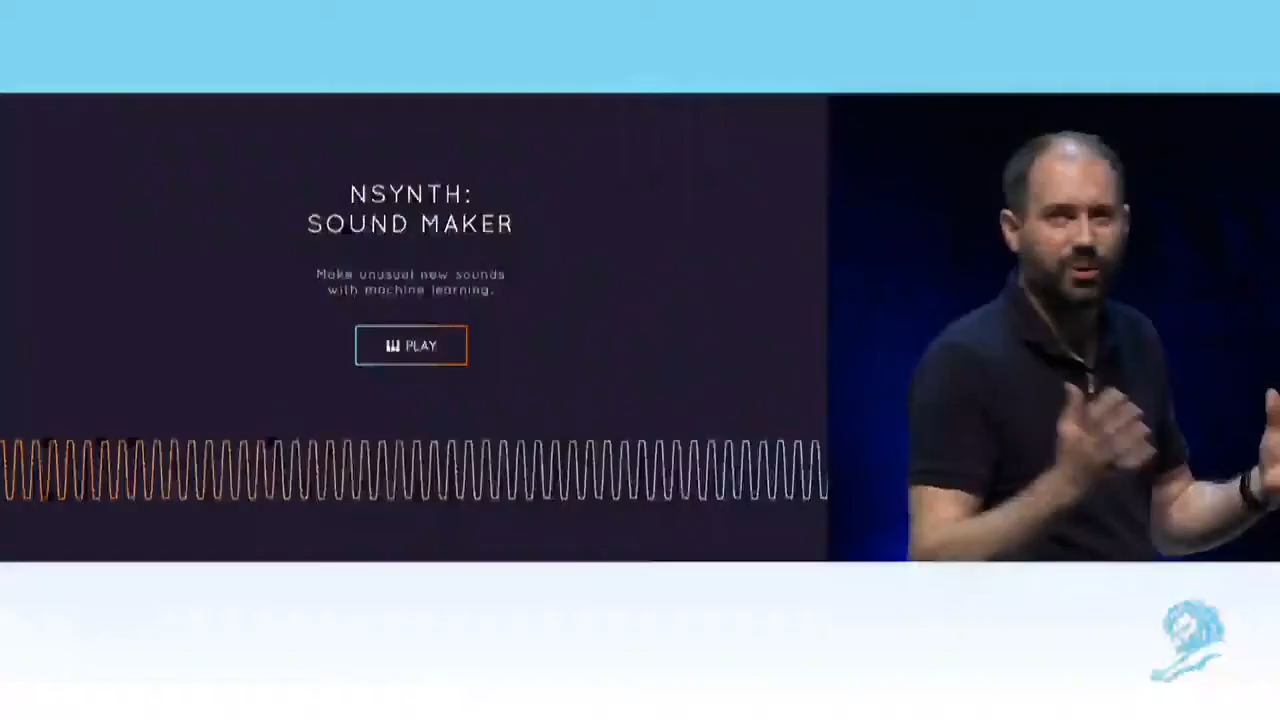 NSYNTH:
SOUND MAKER
Make unusual new sounds
with machine learning.
PLAY